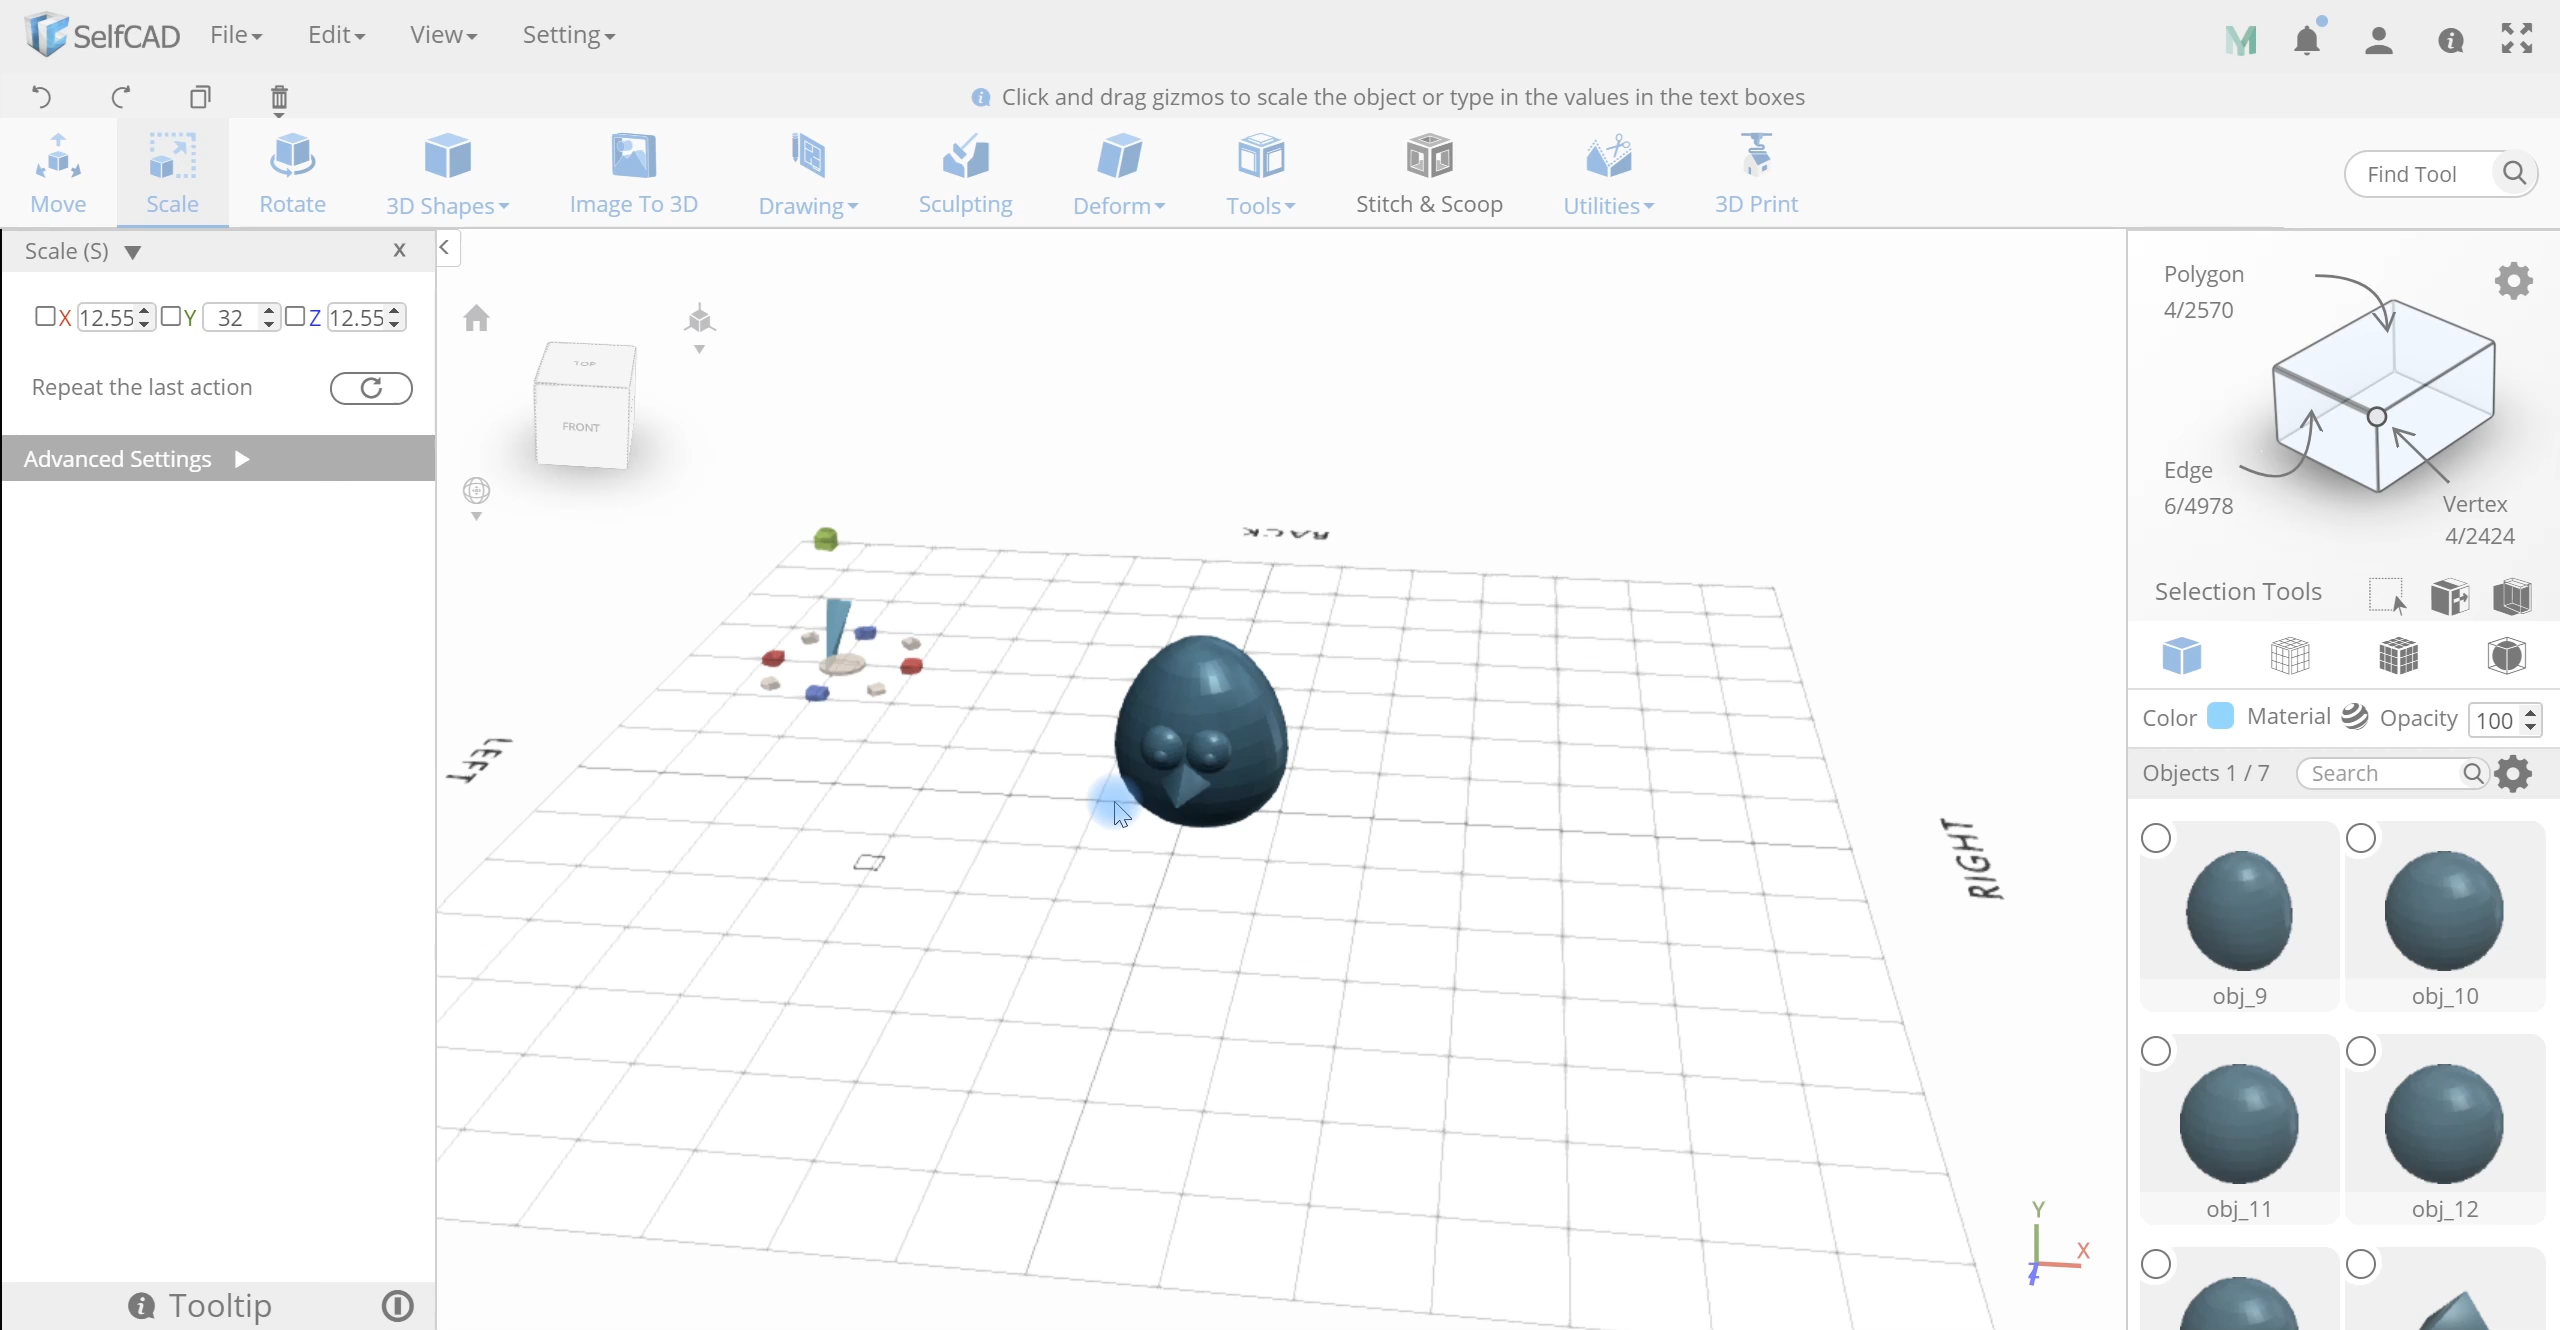 SelfCAD File Edit View Setting
Click and drag gizmos to scale the object or type in the values in the text boxes
Move Scale Rotate 3D Shapes Image To 3D Drawing Sculpting Deform Tools Stitch & Scoop Utilities 3D Print Find Tool
Scale (S) X
X 12.55 Y 32 Z 12.55
Repeat the last action
Advanced Settings
TOP
FRONT
BACK
LEFT
RIGHT
Y
X
Z
Tooltip
Polygon
4/2570
Edge
6/4978
Vertex
4/2424
Selection Tools
Color Material Opacity 100
Objects 1 / 7 Search
obj_9 obj_10
obj_11 obj_12